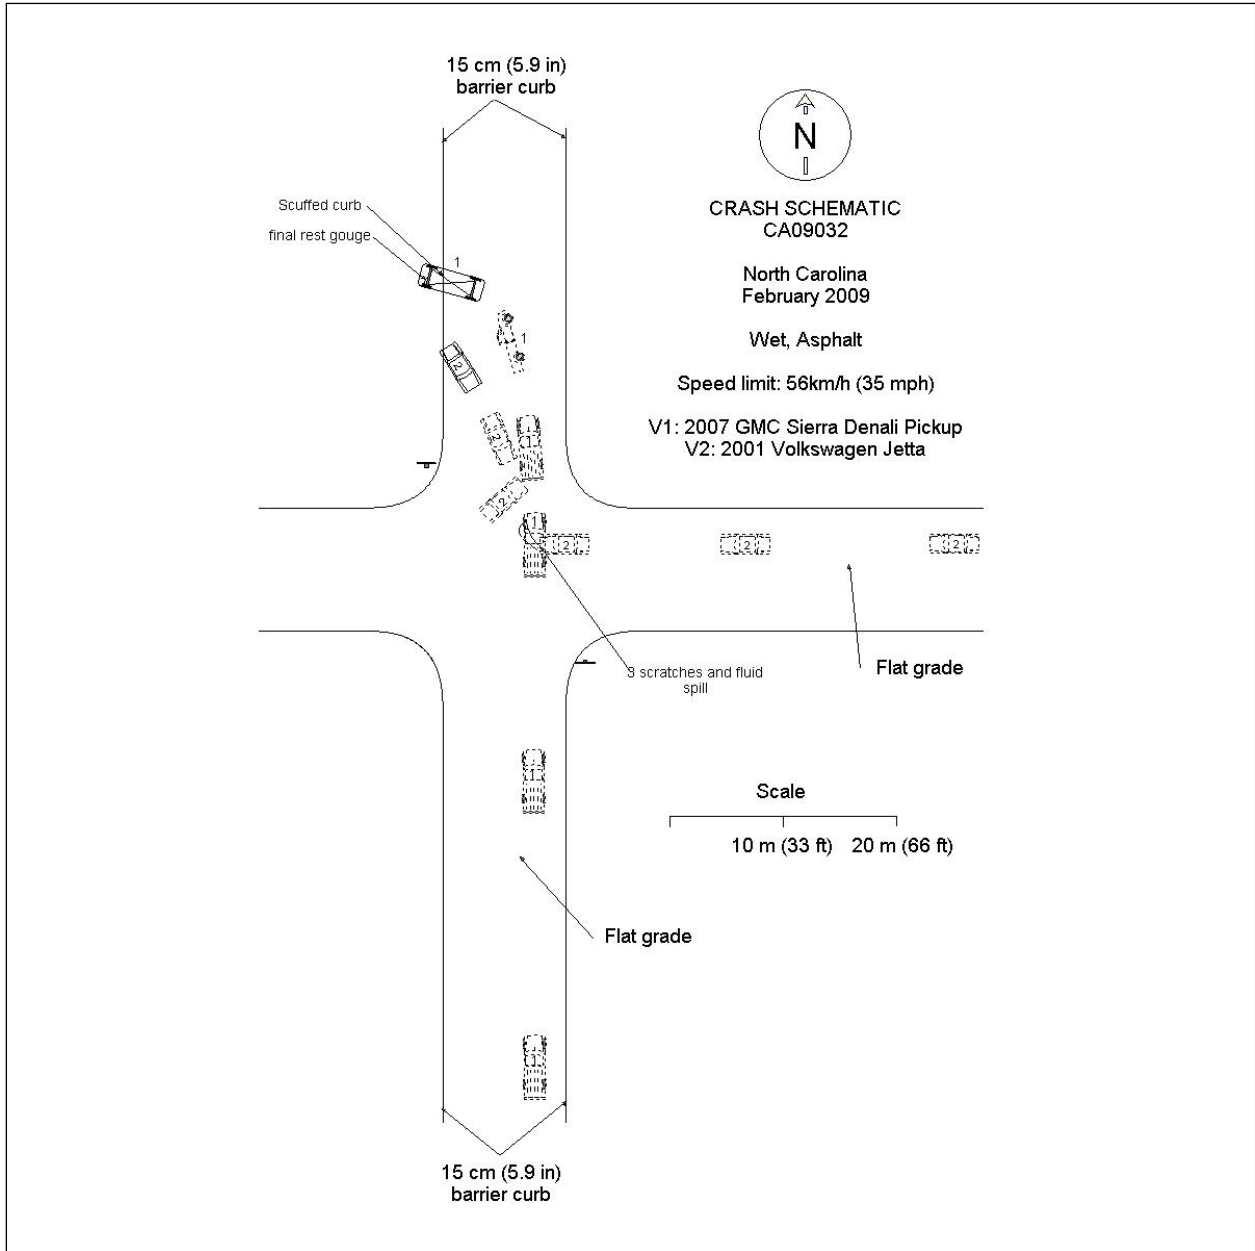 15 cm (5.9 in)
barrier curb
N
CRASH SCHEMATIC
CA09032
North Carolina
February 2009
Wet, Asphalt
Speed limit: 56km/h (35 mph)
V1: 2007 GMC Sierra Denali Pickup
V2: 2001 Volkswagen Jetta
Scuffed curb
final rest gouge
1
1
2
2
1
2
1
2
2
2
3 scratches and fluid
spill
Flat grade
1
Scale
10 m (33 ft) 20 m (66 ft)
Flat grade
1
15 cm (5.9 in)
barrier curb